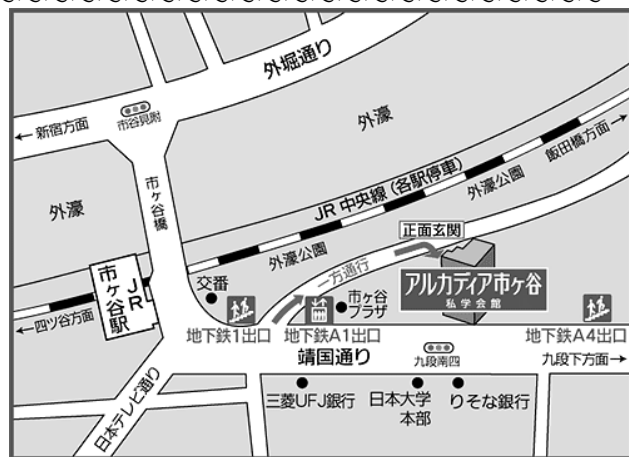 外堀通り
← 新宿方面
市谷見附
外濠
飯田橋方面 →
市ヶ谷橋
外濠
JR 中央線 (各駅停車)
外濠公園
正面玄関
JR
市ヶ谷駅
外濠公園
一方通行
アルカディア市ヶ谷
私学会館
交番
市ヶ谷
プラザ
←四ツ谷方面
地下鉄1出口
地下鉄A1出口
地下鉄A4出口
靖国通り
九段南四
九段下方面→
日本テレビ通り
三菱UFJ銀行
日本大学
本部
りそな銀行